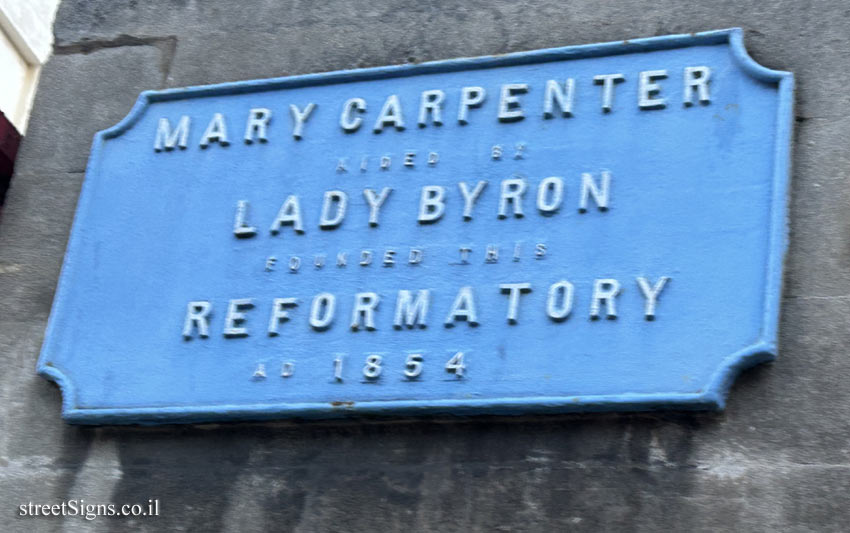 MARY CARPENTER
AIDED BY
LADY BYRON
FOUNDED THIS
REFORMATORY
AD 1854
streetSigns.co.il